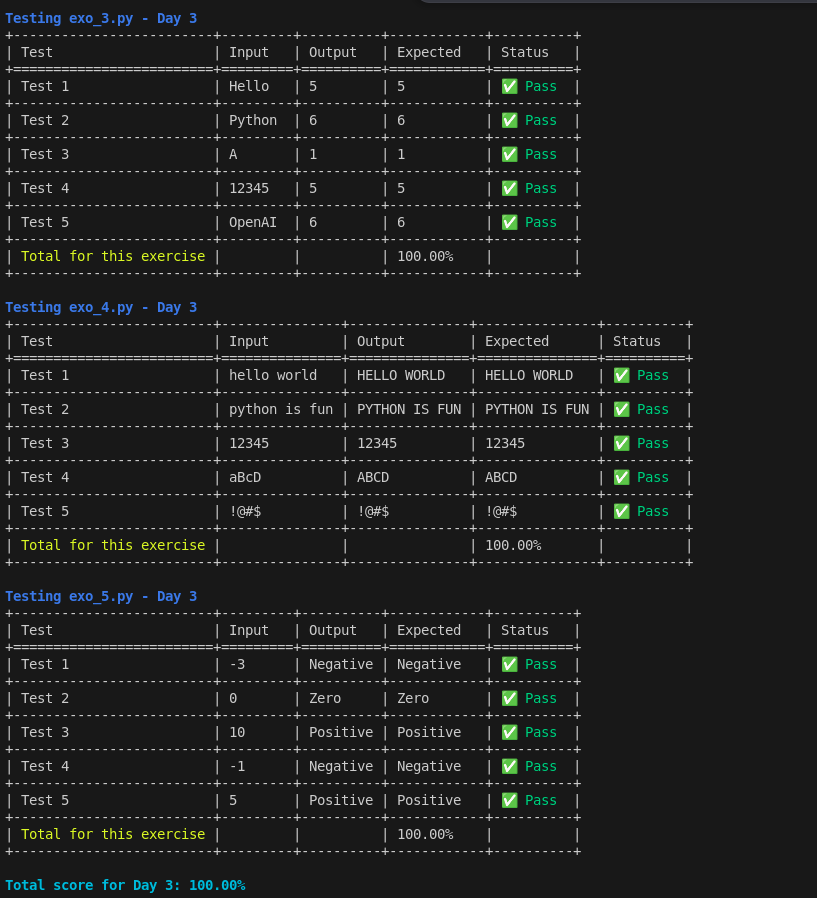 Testing exo_3.py - Day 3
+-------------------------+---------+----------+------------+----------+
| Test                    | Input   | Output   | Expected   | Status   |
+=========================+=========+==========+============+==========+
| Test 1                  | Hello   | 5        | 5          | ✅ Pass  |
+-------------------------+---------+----------+------------+----------+
| Test 2                  | Python  | 6        | 6          | ✅ Pass  |
+-------------------------+---------+----------+------------+----------+
| Test 3                  | A       | 1        | 1          | ✅ Pass  |
+-------------------------+---------+----------+------------+----------+
| Test 4                  | 12345   | 5        | 5          | ✅ Pass  |
+-------------------------+---------+----------+------------+----------+
| Test 5                  | OpenAI  | 6        | 6          | ✅ Pass  |
+-------------------------+---------+----------+------------+----------+
| Total for this exercise |         |          | 100.00%    |          |
+-------------------------+---------+----------+------------+----------+
Testing exo_4.py - Day 3
+-------------------------+---------------+---------------+---------------+----------+
| Test                    | Input         | Output        | Expected      | Status   |
+=========================+===============+===============+===============+==========+
| Test 1                  | hello world   | HELLO WORLD   | HELLO WORLD   | ✅ Pass  |
+-------------------------+---------------+---------------+---------------+----------+
| Test 2                  | python is fun | PYTHON IS FUN | PYTHON IS FUN | ✅ Pass  |
+-------------------------+---------------+---------------+---------------+----------+
| Test 3                  | 12345         | 12345         | 12345         | ✅ Pass  |
+-------------------------+---------------+---------------+---------------+----------+
| Test 4                  | aBcD          | ABCD          | ABCD          | ✅ Pass  |
+-------------------------+---------------+---------------+---------------+----------+
| Test 5                  | !@#$          | !@#$          | !@#$          | ✅ Pass  |
+-------------------------+---------------+---------------+---------------+----------+
| Total for this exercise |               |               | 100.00%       |          |
+-------------------------+---------------+---------------+---------------+----------+
Testing exo_5.py - Day 3
+-------------------------+---------+----------+------------+----------+
| Test                    | Input   | Output   | Expected   | Status   |
+=========================+=========+==========+============+==========+
| Test 1                  | -3      | Negative | Negative   | ✅ Pass  |
+-------------------------+---------+----------+------------+----------+
| Test 2                  | 0       | Zero     | Zero       | ✅ Pass  |
+-------------------------+---------+----------+------------+----------+
| Test 3                  | 10      | Positive | Positive   | ✅ Pass  |
+-------------------------+---------+----------+------------+----------+
| Test 4                  | -1      | Negative | Negative   | ✅ Pass  |
+-------------------------+---------+----------+------------+----------+
| Test 5                  | 5       | Positive | Positive   | ✅ Pass  |
+-------------------------+---------+----------+------------+----------+
| Total for this exercise |         |          | 100.00%    |          |
+-------------------------+---------+----------+------------+----------+
Total score for Day 3: 100.00%